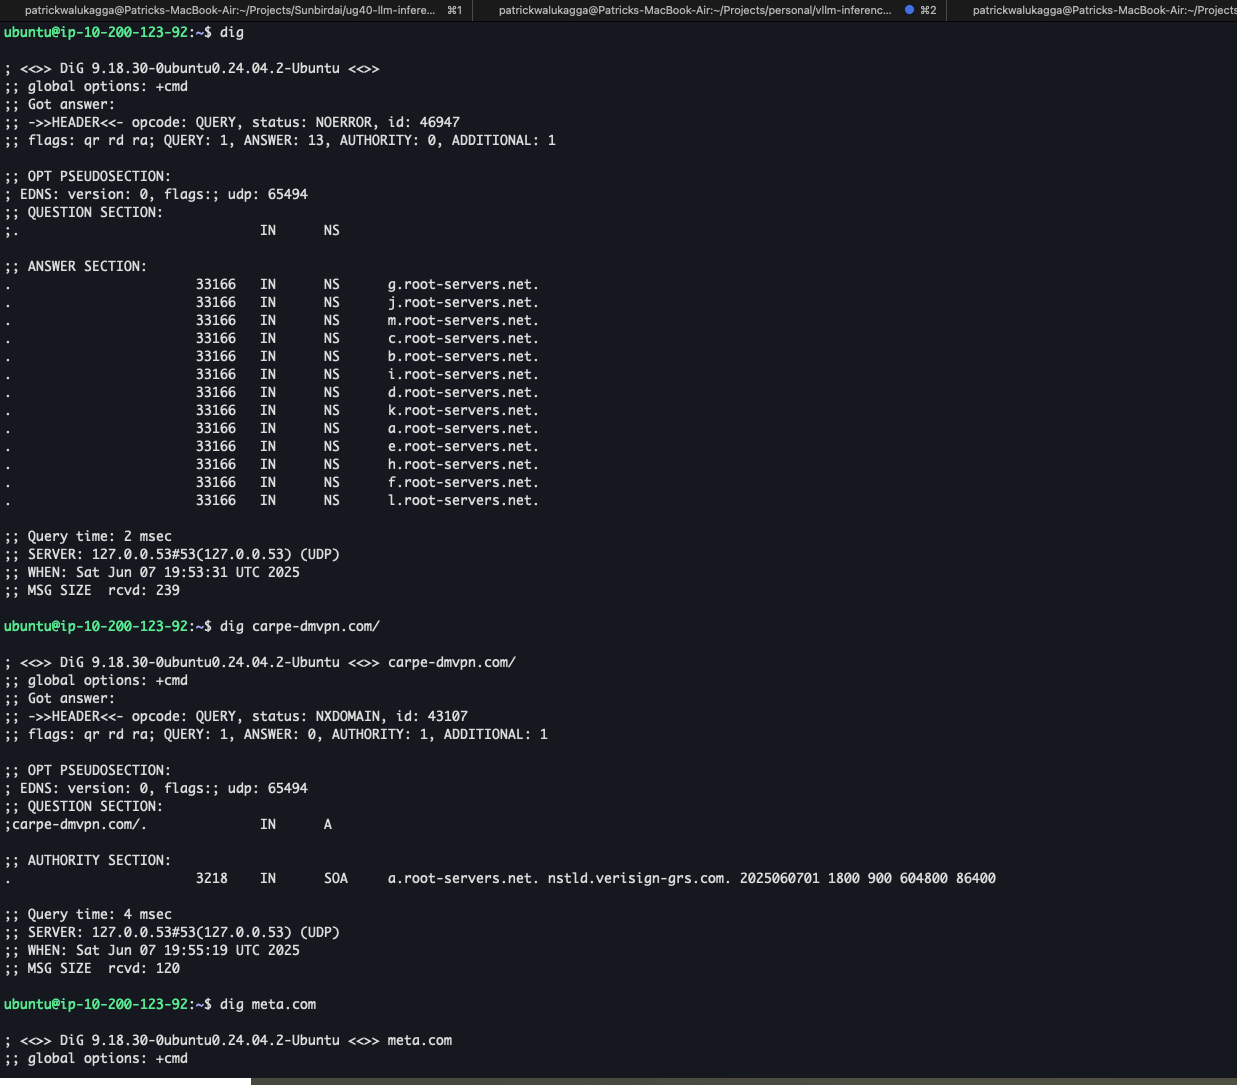 patrickwalukagga@Patricks-MacBook-Air:~/Projects/Sunbirdai/ug40-llm-infere... ⌘1 patrickwalukagga@Patricks-MacBook-Air:~/Projects/personal/vllm-inferenc... ⌘2 patrickwalukagga@Patricks-MacBook-Air:~/Projects
ubuntu@ip-10-200-123-92:~$ dig
; <<>> DiG 9.18.30-0ubuntu0.24.04.2-Ubuntu <<>>
;; global options: +cmd
;; Got answer:
;; ->>HEADER<<- opcode: QUERY, status: NOERROR, id: 46947
;; flags: qr rd ra; QUERY: 1, ANSWER: 13, AUTHORITY: 0, ADDITIONAL: 1
;; OPT PSEUDOSECTION:
; EDNS: version: 0, flags:; udp: 65494
;; QUESTION SECTION:
;. IN NS
;; ANSWER SECTION:
. 33166 IN NS g.root-servers.net.
. 33166 IN NS j.root-servers.net.
. 33166 IN NS m.root-servers.net.
. 33166 IN NS c.root-servers.net.
. 33166 IN NS b.root-servers.net.
. 33166 IN NS i.root-servers.net.
. 33166 IN NS d.root-servers.net.
. 33166 IN NS k.root-servers.net.
. 33166 IN NS a.root-servers.net.
. 33166 IN NS e.root-servers.net.
. 33166 IN NS h.root-servers.net.
. 33166 IN NS f.root-servers.net.
. 33166 IN NS l.root-servers.net.
;; Query time: 2 msec
;; SERVER: 127.0.0.53#53(127.0.0.53) (UDP)
;; WHEN: Sat Jun 07 19:53:31 UTC 2025
;; MSG SIZE rcvd: 239
ubuntu@ip-10-200-123-92:~$ dig carpe-dmvpn.com/
; <<>> DiG 9.18.30-0ubuntu0.24.04.2-Ubuntu <<>> carpe-dmvpn.com/
;; global options: +cmd
;; Got answer:
;; ->>HEADER<<- opcode: QUERY, status: NXDOMAIN, id: 43107
;; flags: qr rd ra; QUERY: 1, ANSWER: 0, AUTHORITY: 1, ADDITIONAL: 1
;; OPT PSEUDOSECTION:
; EDNS: version: 0, flags:; udp: 65494
;; QUESTION SECTION:
;carpe-dmvpn.com/. IN A
;; AUTHORITY SECTION:
. 3218 IN SOA a.root-servers.net. nstld.verisign-grs.com. 2025060701 1800 900 604800 86400
;; Query time: 4 msec
;; SERVER: 127.0.0.53#53(127.0.0.53) (UDP)
;; WHEN: Sat Jun 07 19:55:19 UTC 2025
;; MSG SIZE rcvd: 120
ubuntu@ip-10-200-123-92:~$ dig meta.com
; <<>> DiG 9.18.30-0ubuntu0.24.04.2-Ubuntu <<>> meta.com
;; global options: +cmd